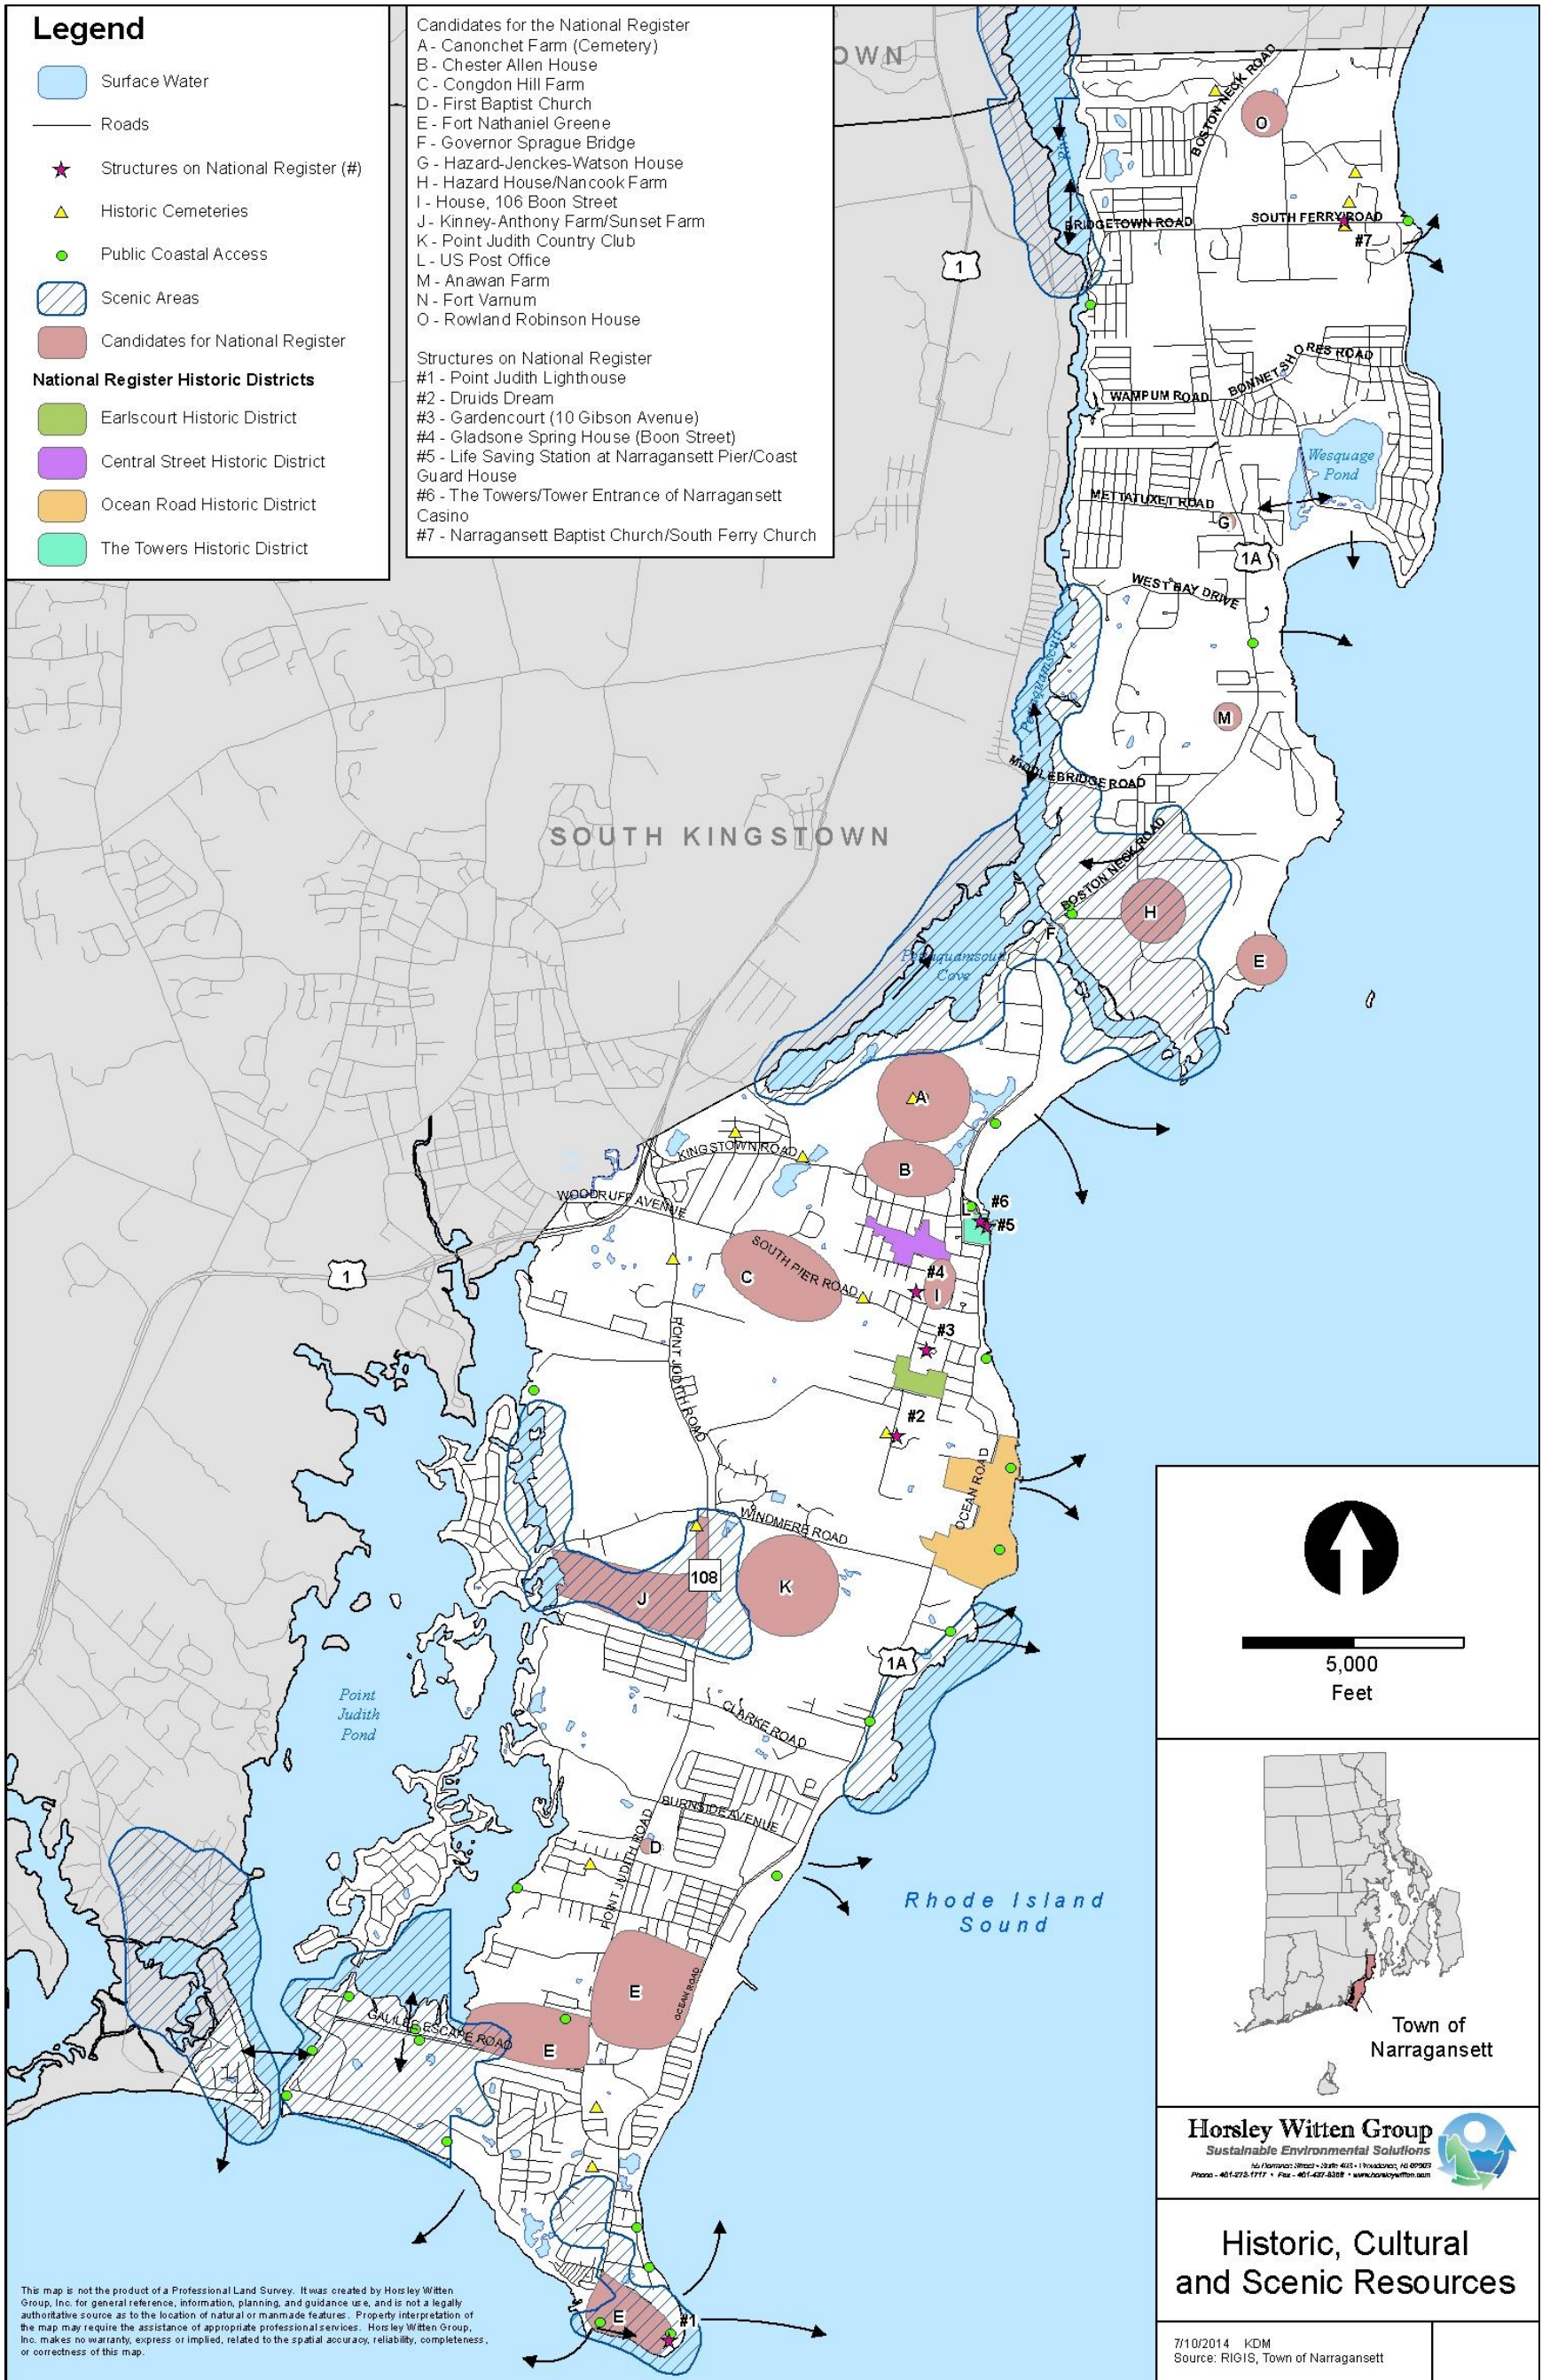 Legend
Surface Water
Roads
Structures on National Register (#)
Historic Cemeteries
Public Coastal Access
Scenic Areas
Candidates for National Register
National Register Historic Districts
Earlscourt Historic District
Central Street Historic District
Ocean Road Historic District
The Towers Historic District
Candidates for the National Register
A - Canonchet Farm (Cemetery)
B - Chester Allen House
C - Congdon Hill Farm
D - First Baptist Church
E - Fort Nathaniel Greene
F - Governor Sprague Bridge
G - Hazard-Jenckes-Watson House
H - Hazard House/Nancook Farm
I - House, 106 Boon Street
J - Kinney-Anthony Farm/Sunset Farm
K - Point Judith Country Club
L - US Post Office
M - Anawan Farm
N - Fort Varnum
O - Rowland Robinson House
Structures on National Register
#1 - Point Judith Lighthouse
#2 - Druids Dream
#3 - Gardencourt (10 Gibson Avenue)
#4 - Gladsone Spring House (Boon Street)
#5 - Life Saving Station at Narragansett Pier/Coast
Guard House
#6 - The Towers/Tower Entrance of Narragansett
Casino
#7 - Narragansett Baptist Church/South Ferry Church
OWN
BOSTON NECK ROAD
O
River
BRIDGETOWN ROAD
SOUTH FERRY ROAD
#7
1
BONNET SHORES ROAD
WAMPUM ROAD
Wesquage
Pond
METTATUXET ROAD
G
1A
WEST BAY DRIVE
M
MIDDLEBRIDGE ROAD
SOUTH KINGSTOWN
BOSTON NECK ROAD
H
F
E
Cove
A
KINGSTOWN ROAD
B
WOODRUFF AVENUE
#6
L
#5
SOUTH PIER ROAD
C
#4
I
1
#3
POINT JUDITH ROAD
#2
OCEAN ROAD
WINDMERE ROAD
108
J
K
1A
Point
Judith
Pond
CLARKE ROAD
BURNSIDE AVENUE
D
POINT JUDITH ROAD
Rhode Island
Sound
E
OCEAN ROAD
GALILEE ESCAPE ROAD
E
E
#1
5,000
Feet
Town of
Narragansett
Horsley Witten Group
Sustainable Environmental Solutions
Historic, Cultural
and Scenic Resources
7/10/2014 KDM
Source: RIGIS, Town of Narragansett
This map is not the product of a Professional Land Survey. It was created by Horsley Witten
Group, Inc. for general reference, information, planning, and guidance use, and is not a legally
authoritative source as to the location of natural or manmade features. Property interpretation of
the map may require the assistance of appropriate professional services. Horsley Witten Group,
Inc. makes no warranty, express or implied, related to the spatial accuracy, reliability, completeness,
or correctness of this map.